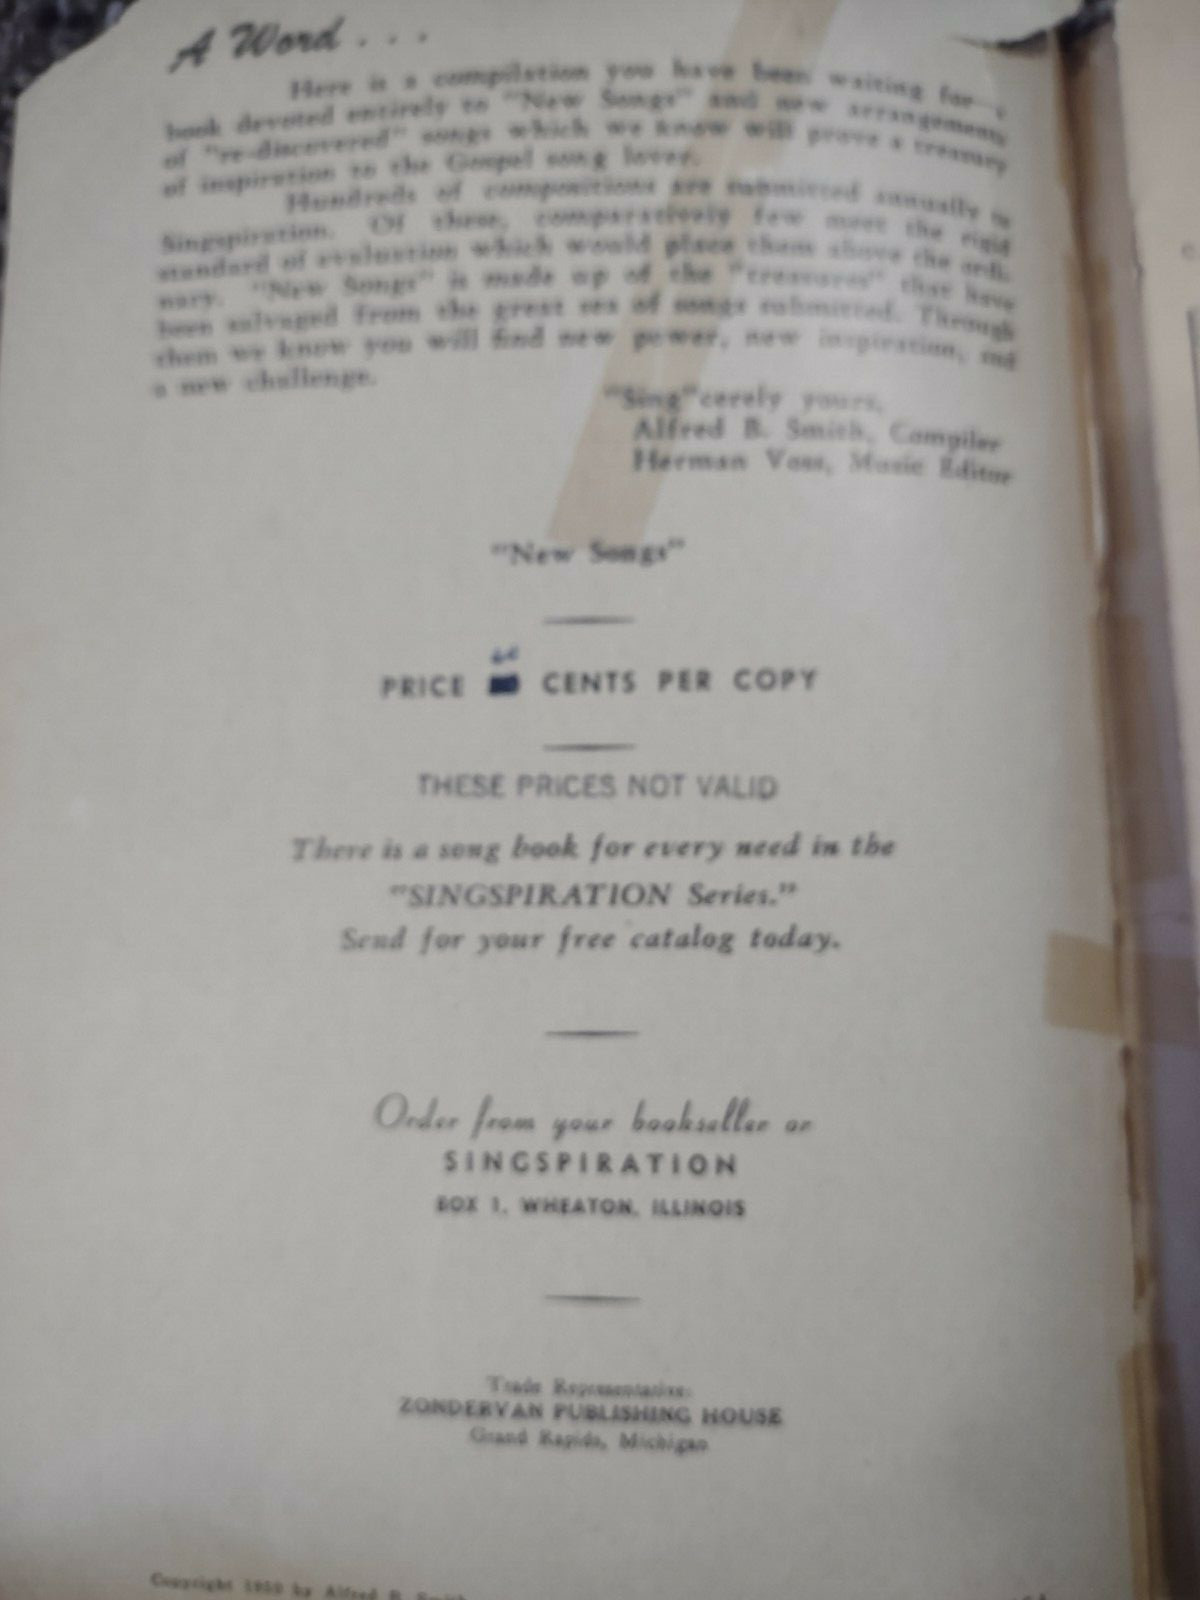 A Word . . .
Here is a compilation you have been waiting for—a
book devoted entirely to "New Songs" and new arrangements
of "re-discovered" songs which we know will prove a treasury
of inspiration to the Gospel song lover.
Hundreds of compositions are submitted annually to
Singspiration. Of these, comparatively few meet the rigid
standard of evaluation which would place them above the ordi-
nary. "New Songs" is made up of the "treasures" that have
been salvaged from the great sea of songs submitted. Through
them we know you will find new power, new inspiration, and
a new challenge.
"Sing"cerely yours,
Alfred B. Smith, Compiler
Herman Voss, Music Editor
"New Songs"
PRICE CENTS PER COPY
THESE PRICES NOT VALID
There is a song book for every need in the
"SINGSPIRATION Series."
Send for your free catalog today.
Order from your bookseller or
SINGSPIRATION
BOX 1, WHEATON, ILLINOIS
Trade Representative:
ZONDERVAN PUBLISHING HOUSE
Grand Rapids, Michigan
Copyright 1950 by Alfred B. Smith